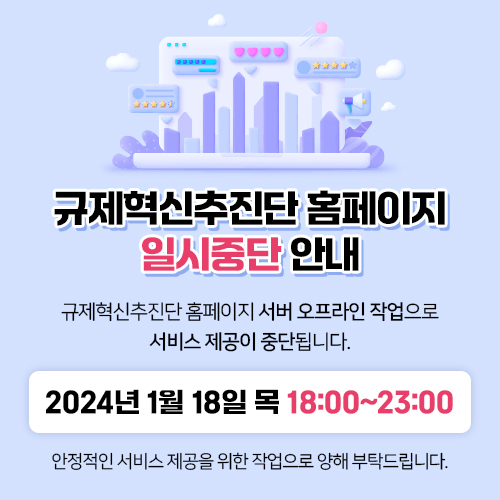 규제혁신추진단 홈페이지
일시중단 안내
규제혁신추진단 홈페이지 서버 오프라인 작업으로
서비스 제공이 중단됩니다.
2024년 1월 18일 목 18:00~23:00
안정적인 서비스 제공을 위한 작업으로 양해 부탁드립니다.